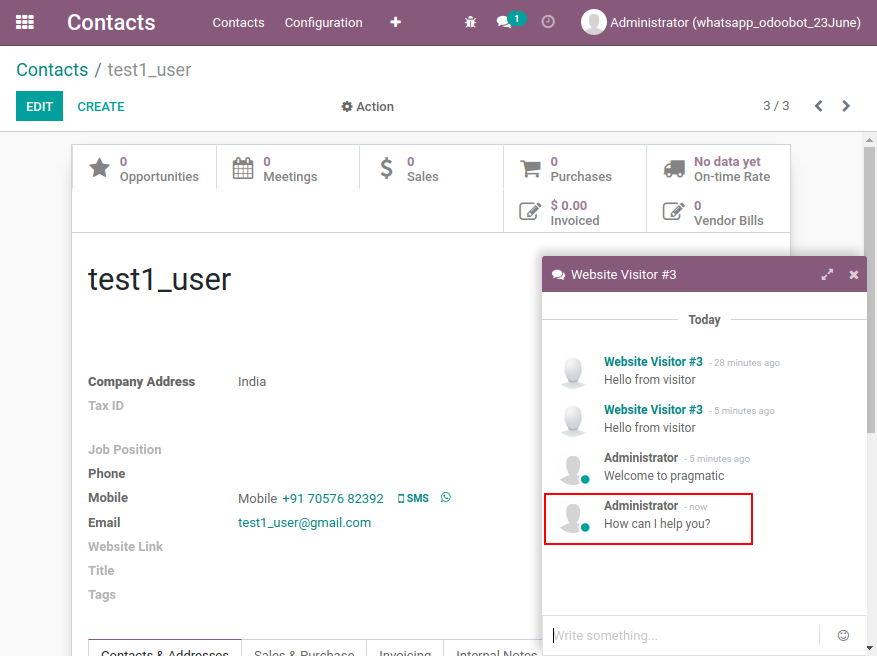 Contacts Contacts Configuration 1 Administrator (whatsapp_odoobot_23June)
Contacts / test1_user
EDIT CREATE Action 3 / 3
0 Opportunities
0 Meetings
0 Sales
0 Purchases
No data yet On-time Rate
$ 0.00 Invoiced
0 Vendor Bills
test1_user
Company Address India
Tax ID
Job Position
Phone
Mobile Mobile +91 70576 82392 SMS
Email test1_user@gmail.com
Website Link
Title
Tags
Contacts & Addresses Sales & Purchase Invoicing Internal Notes
Website Visitor #3
Today
Website Visitor #3 - 28 minutes ago
Hello from visitor
Website Visitor #3 - 5 minutes ago
Hello from visitor
Administrator - 5 minutes ago
Welcome to pragmatic
Administrator - now
How can I help you?
Write something...